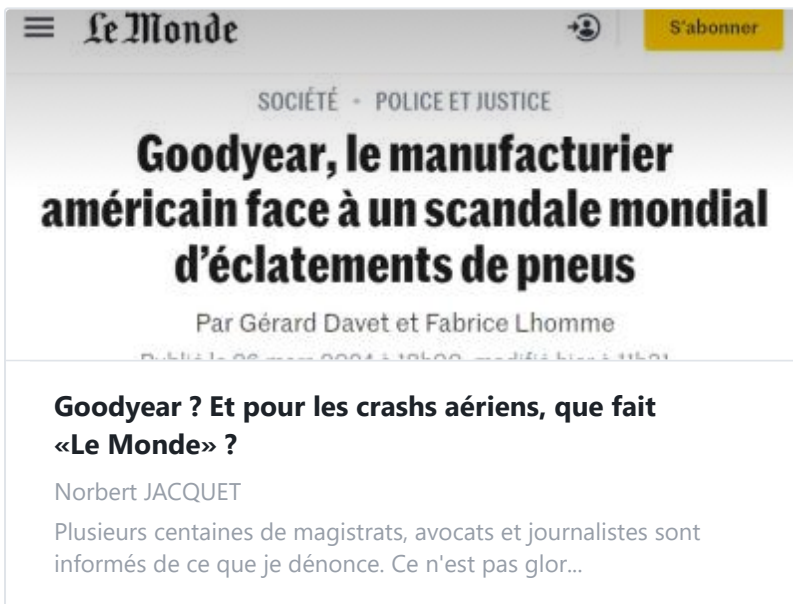 Le Monde
S'abonner
SOCIÉTÉ • POLICE ET JUSTICE
Goodyear, le manufacturier
américain face à un scandale mondial
d'éclatements de pneus
Par Gérard Davet et Fabrice Lhomme
Goodyear ? Et pour les crashs aériens, que fait
«Le Monde» ?
Norbert JACQUET
Plusieurs centaines de magistrats, avocats et journalistes sont
informés de ce que je dénonce. Ce n'est pas glor...